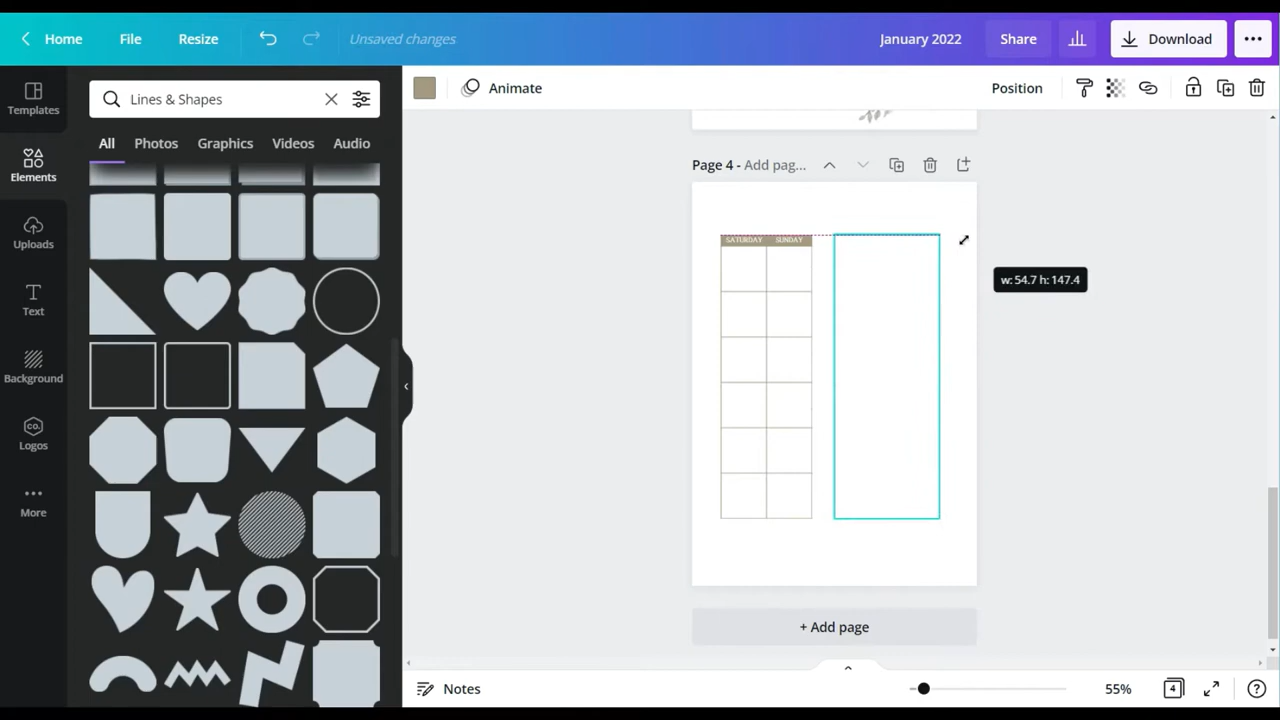 Home
File
Resize
Unsaved changes
January 2022
Share
Download
Templates
Elements
Uploads
Text
Background
Logos
More
Co.
Lines & Shapes
All
Photos
Graphics
Videos
Audio
Animate
Position
Page 4 - Add pag...
SATURDAY SUNDAY
w: 54.7 h: 147.4
+ Add page
Notes
55%
4
?